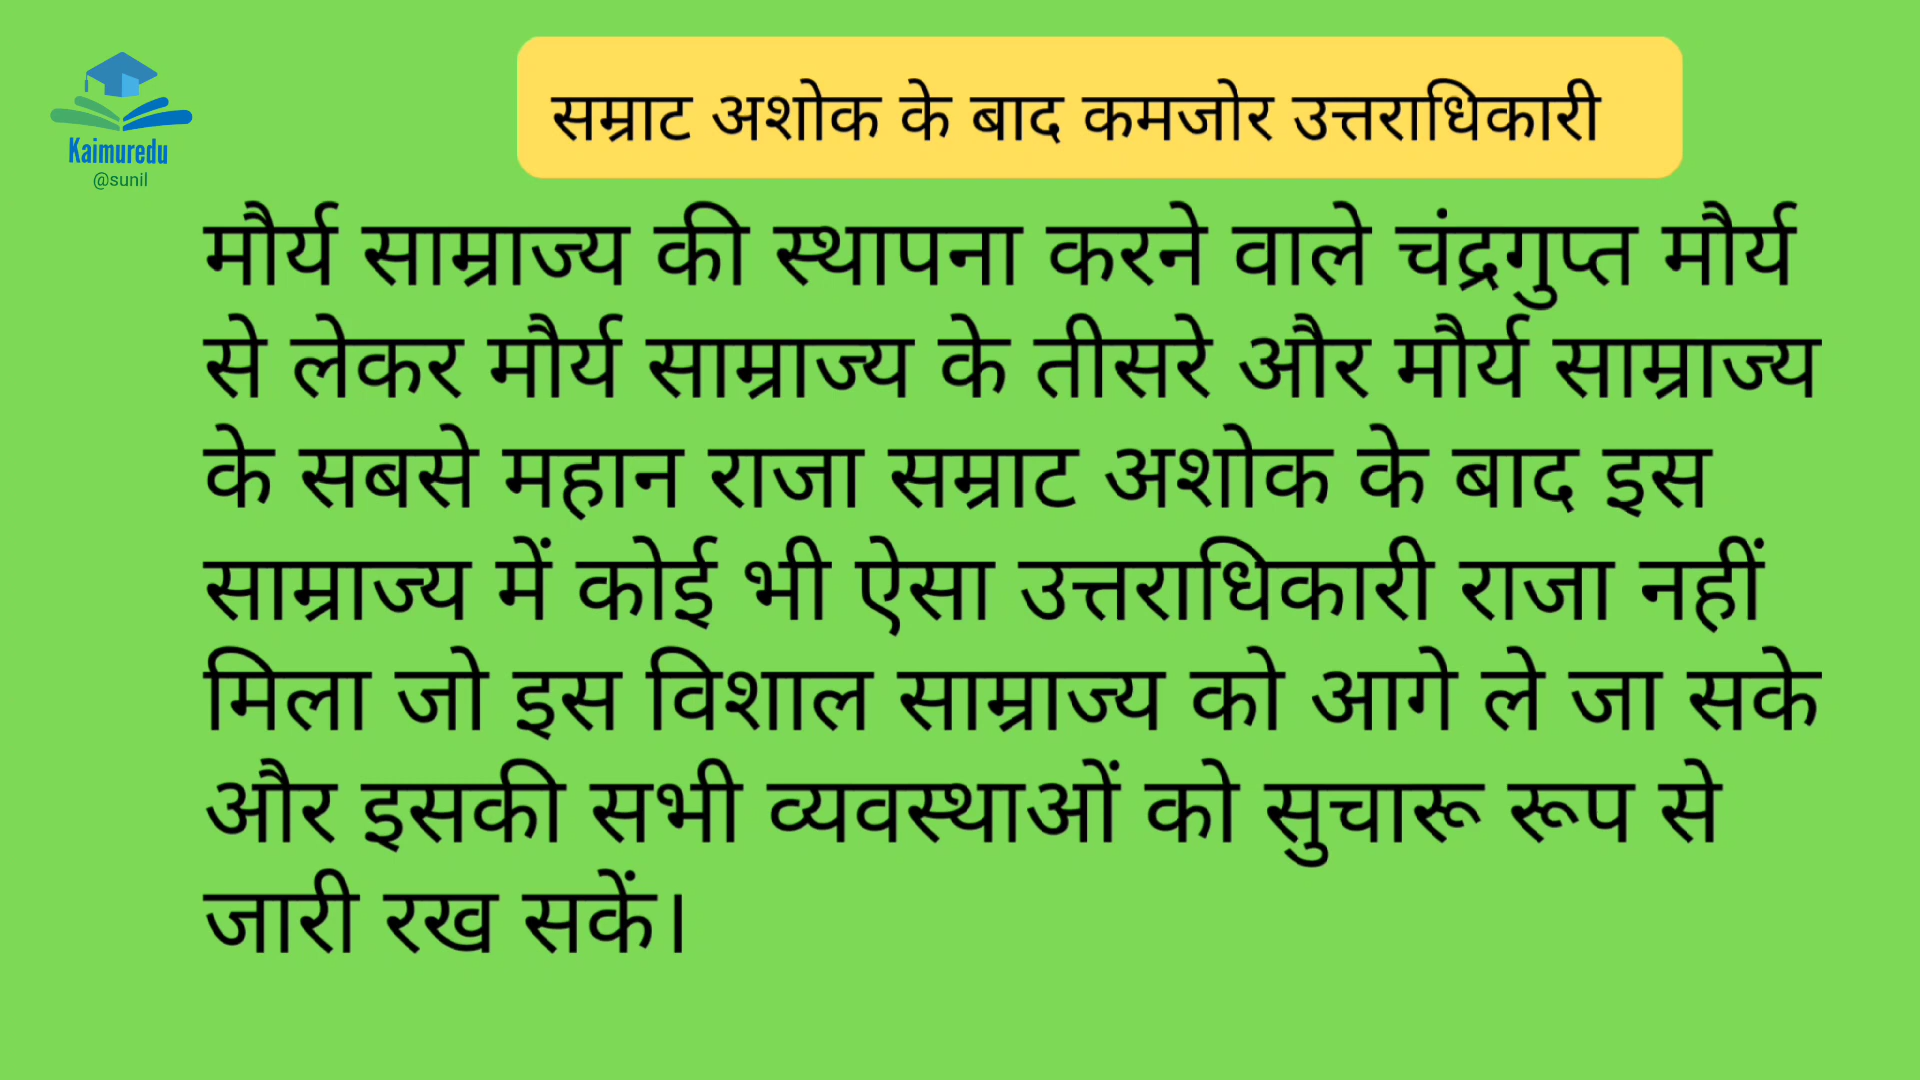 Kaimuredu
@sunil
सम्राट अशोक के बाद कमजोर उत्तराधिकारी
मौर्य साम्राज्य की स्थापना करने वाले चंद्रगुप्त मौर्य
से लेकर मौर्य साम्राज्य के तीसरे और मौर्य साम्राज्य
के सबसे महान राजा सम्राट अशोक के बाद इस
साम्राज्य में कोई भी ऐसा उत्तराधिकारी राजा नहीं
मिला जो इस विशाल साम्राज्य को आगे ले जा सके
और इसकी सभी व्यवस्थाओं को सुचारू रूप से
जारी रख सकें।